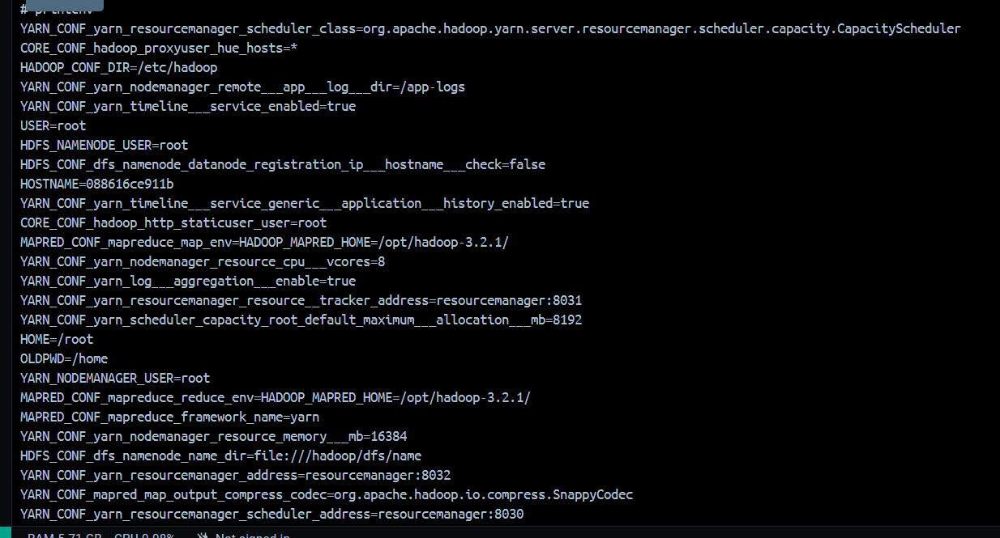 # printenv
YARN_CONF_yarn_resourcemanager_scheduler_class=org.apache.hadoop.yarn.server.resourcemanager.scheduler.capacity.CapacityScheduler
CORE_CONF_hadoop_proxyuser_hue_hosts=*
HADOOP_CONF_DIR=/etc/hadoop
YARN_CONF_yarn_nodemanager_remote___app___log___dir=/app-logs
YARN_CONF_yarn_timeline___service_enabled=true
USER=root
HDFS_NAMENODE_USER=root
HDFS_CONF_dfs_namenode_datanode_registration_ip___hostname___check=false
HOSTNAME=088616ce911b
YARN_CONF_yarn_timeline___service_generic___application___history_enabled=true
CORE_CONF_hadoop_http_staticuser_user=root
MAPRED_CONF_mapreduce_map_env=HADOOP_MAPRED_HOME=/opt/hadoop-3.2.1/
YARN_CONF_yarn_nodemanager_resource_cpu___vcores=8
YARN_CONF_yarn_log___aggregation___enable=true
YARN_CONF_yarn_resourcemanager_resource__tracker_address=resourcemanager:8031
YARN_CONF_yarn_scheduler_capacity_root_default_maximum___allocation___mb=8192
HOME=/root
OLDPWD=/home
YARN_NODEMANAGER_USER=root
MAPRED_CONF_mapreduce_reduce_env=HADOOP_MAPRED_HOME=/opt/hadoop-3.2.1/
MAPRED_CONF_mapreduce_framework_name=yarn
YARN_CONF_yarn_nodemanager_resource_memory___mb=16384
HDFS_CONF_dfs_namenode_name_dir=file:///hadoop/dfs/name
YARN_CONF_yarn_resourcemanager_address=resourcemanager:8032
YARN_CONF_mapred_map_output_compress_codec=org.apache.hadoop.io.compress.SnappyCodec
YARN_CONF_yarn_resourcemanager_scheduler_address=resourcemanager:8030
RAM 5.71 GB CPU 0.98% Not signed in